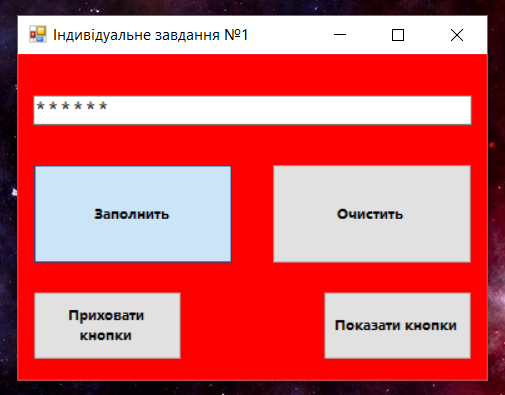 Індивідуальне завдання №1
******
Заполнить
Очистить
Приховати
кнопки
Показати кнопки